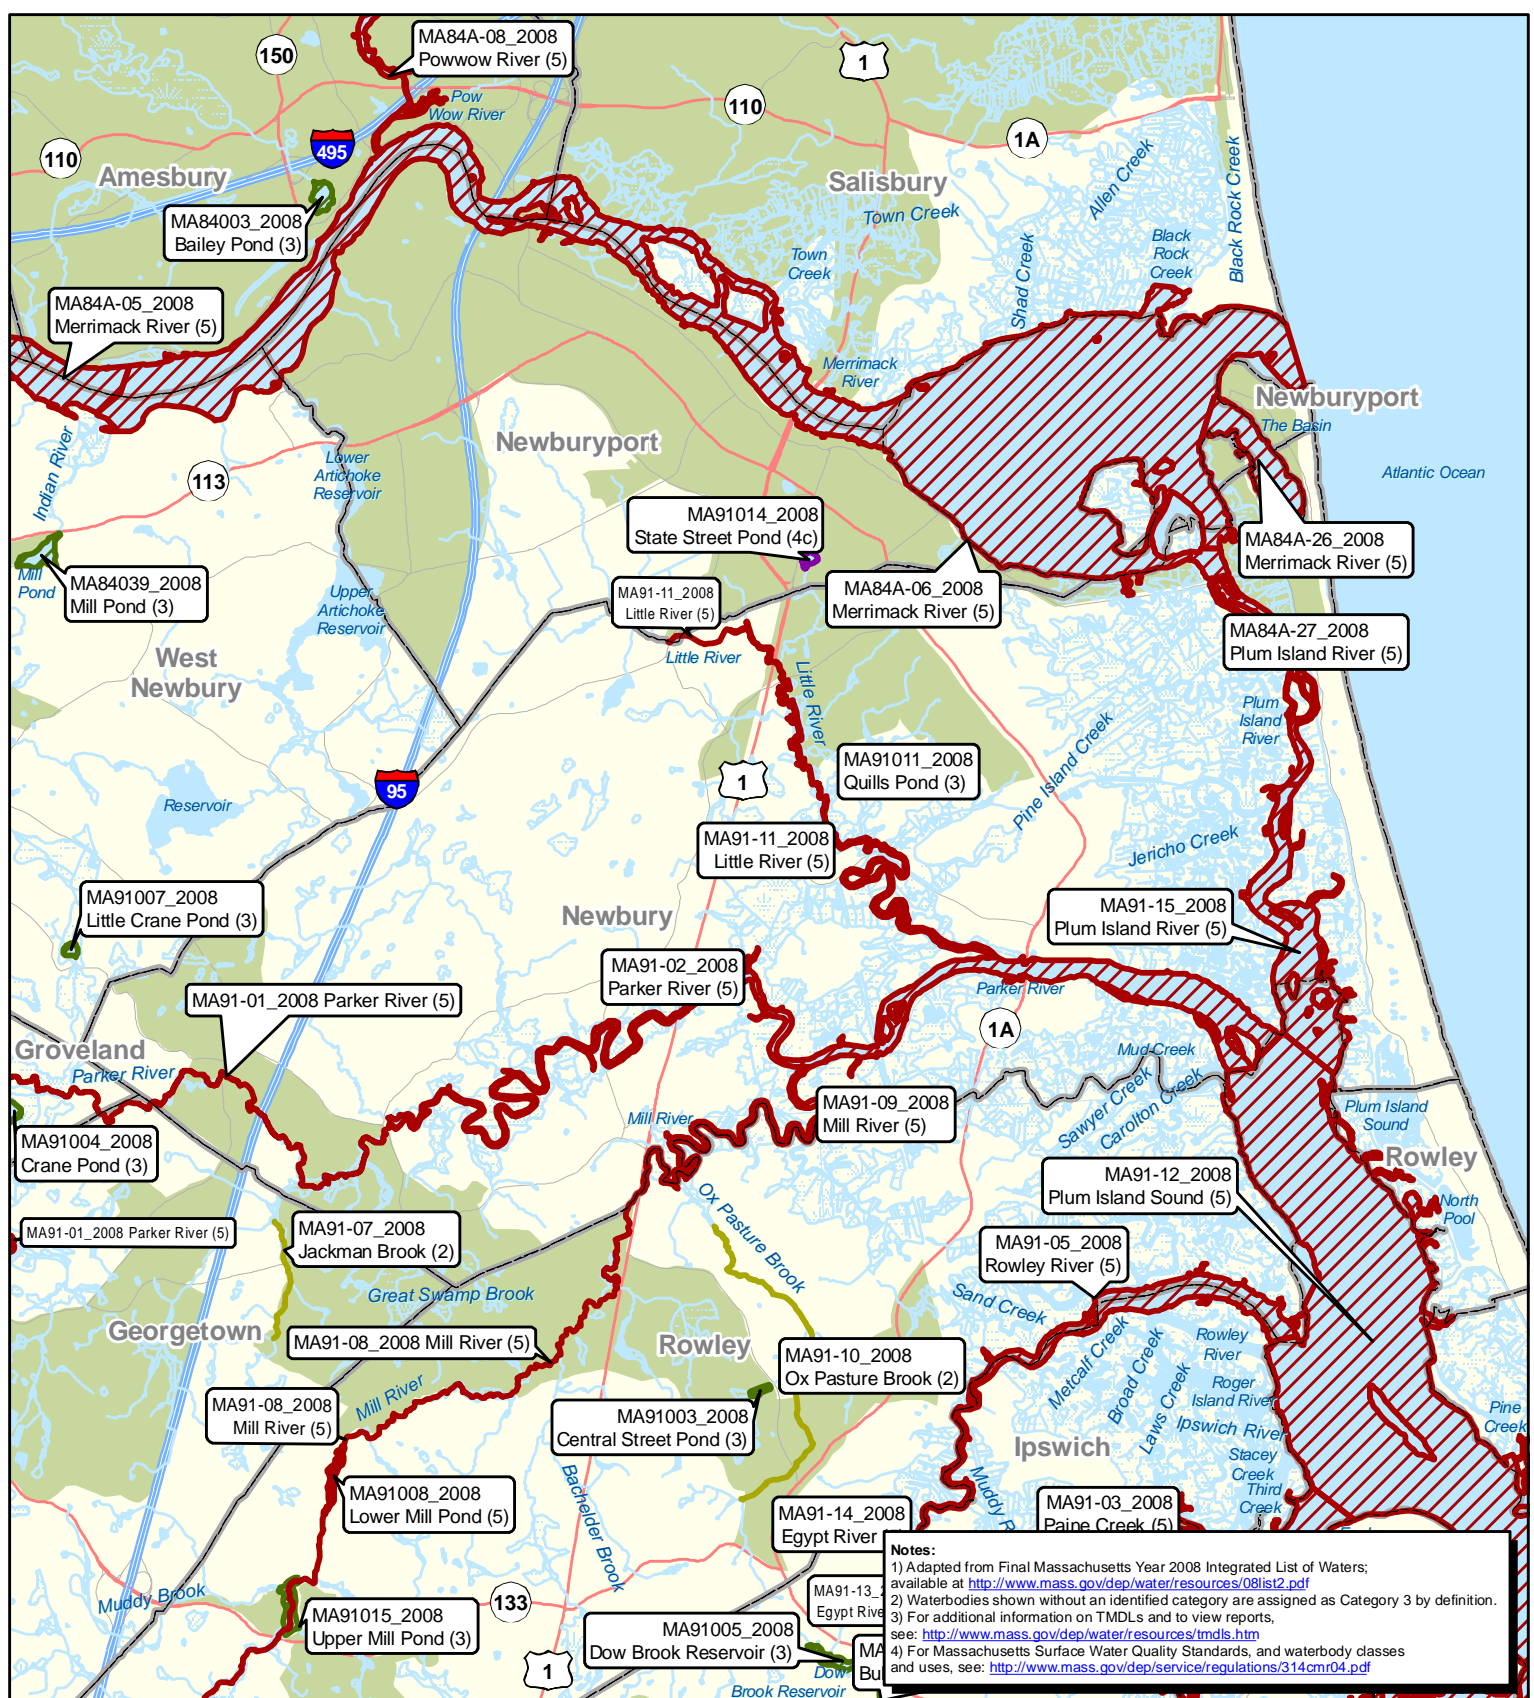 MA84A-08_2008
Powwow River (5)
150
1
Pow
Wow River
110
1A
110
495
Amesbury
Salisbury
Town Creek
Allen Creek
Black Rock Creek
MA84003_2008
Bailey Pond (3)
Town
Creek
Shad Creek
Black
Rock
Creek
MA84A-05_2008
Merrimack River (5)
Merrimack
River
Newburyport
The Basin
Newburyport
Indian River
113
Lower
Artichoke
Reservoir
Atlantic Ocean
MA91014_2008
State Street Pond (4c)
MA84A-26_2008
Merrimack River (5)
Mill
Pond
MA84039_2008
Mill Pond (3)
Upper
Artichoke
Reservoir
MA91-11_2008
Little River (5)
MA84A-06_2008
Merrimack River (5)
MA84A-27_2008
Plum Island River (5)
West
Newbury
Little River
Little River
Plum
Island
River
Pine Island Creek
MA91011_2008
Quills Pond (3)
1
95
Reservoir
MA91-11_2008
Little River (5)
Jericho Creek
MA91007_2008
Little Crane Pond (3)
Newbury
MA91-15_2008
Plum Island River (5)
MA91-02_2008
Parker River (5)
MA91-01_2008 Parker River (5)
Parker River
1A
Groveland
Parker River
Mud Creek
Sawyer Creek
Carolton Creek
MA91-09_2008
Mill River (5)
Mill River
Plum Island
Sound
MA91004_2008
Crane Pond (3)
Rowley
MA91-12_2008
Plum Island Sound (5)
Ox Pasture Brook
North
Pool
MA91-01_2008 Parker River (5)
MA91-07_2008
Jackman Brook (2)
MA91-05_2008
Rowley River (5)
Great Swamp Brook
Sand Creek
Georgetown
MA91-08_2008 Mill River (5)
Rowley
MA91-10_2008
Ox Pasture Brook (2)
Metcalf Creek
Broad Creek
Laws Creek
Rowley
River
Roger
Island River
Mill River
MA91-08_2008
Mill River (5)
MA91003_2008
Central Street Pond (3)
Ipswich
Ipswich River
Pine
Creek
Stacey
Creek
Third
Creek
Bachelder Brook
Muddy R
MA91008_2008
Lower Mill Pond (5)
MA91-14_2008
Egypt River
MA91-03_2008
Paine Creek (5)
Muddy Brook
133
MA91015_2008
Upper Mill Pond (3)
MA91-13_2
Egypt Rive
MA91005_2008
Dow Brook Reservoir (3)
1
Dow
Brook Reservoir
MA
Bu
Notes:
1) Adapted from Final Massachusetts Year 2008 Integrated List of Waters;
available at http://www.mass.gov/dep/water/resources/08list2.pdf
2) Waterbodies shown without an identified category are assigned as Category 3 by definition.
3) For additional information on TMDLs and to view reports,
see: http://www.mass.gov/dep/water/resources/tmdls.htm
4) For Massachusetts Surface Water Quality Standards, and waterbody classes
and uses, see: http://www.mass.gov/dep/service/regulations/314cmr04.pdf